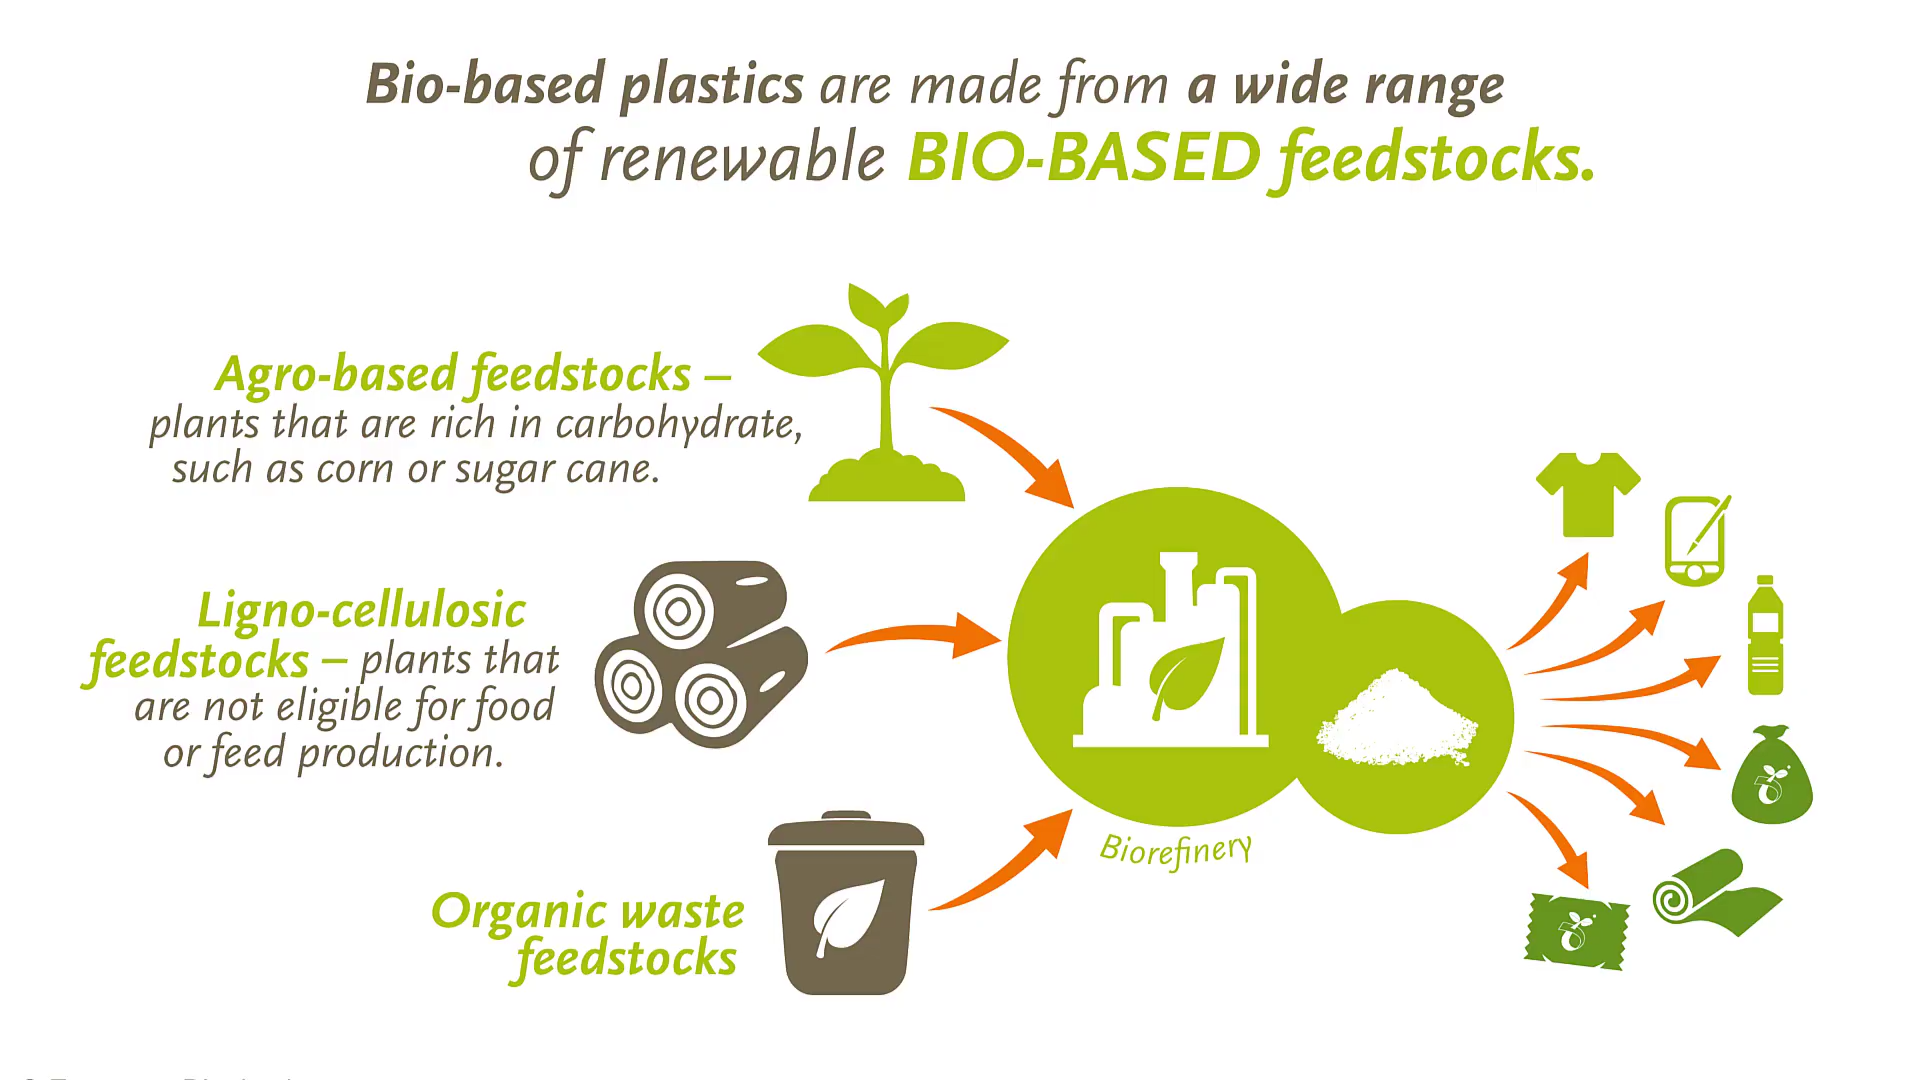 Bio-based plastics are made from a wide range
of renewable BIO-BASED feedstocks.
Agro-based feedstocks –
plants that are rich in carbohydrate,
such as corn or sugar cane.
Ligno-cellulosic
feedstocks – plants that
are not eligible for food
or feed production.
Organic waste
feedstocks
Biorefinery